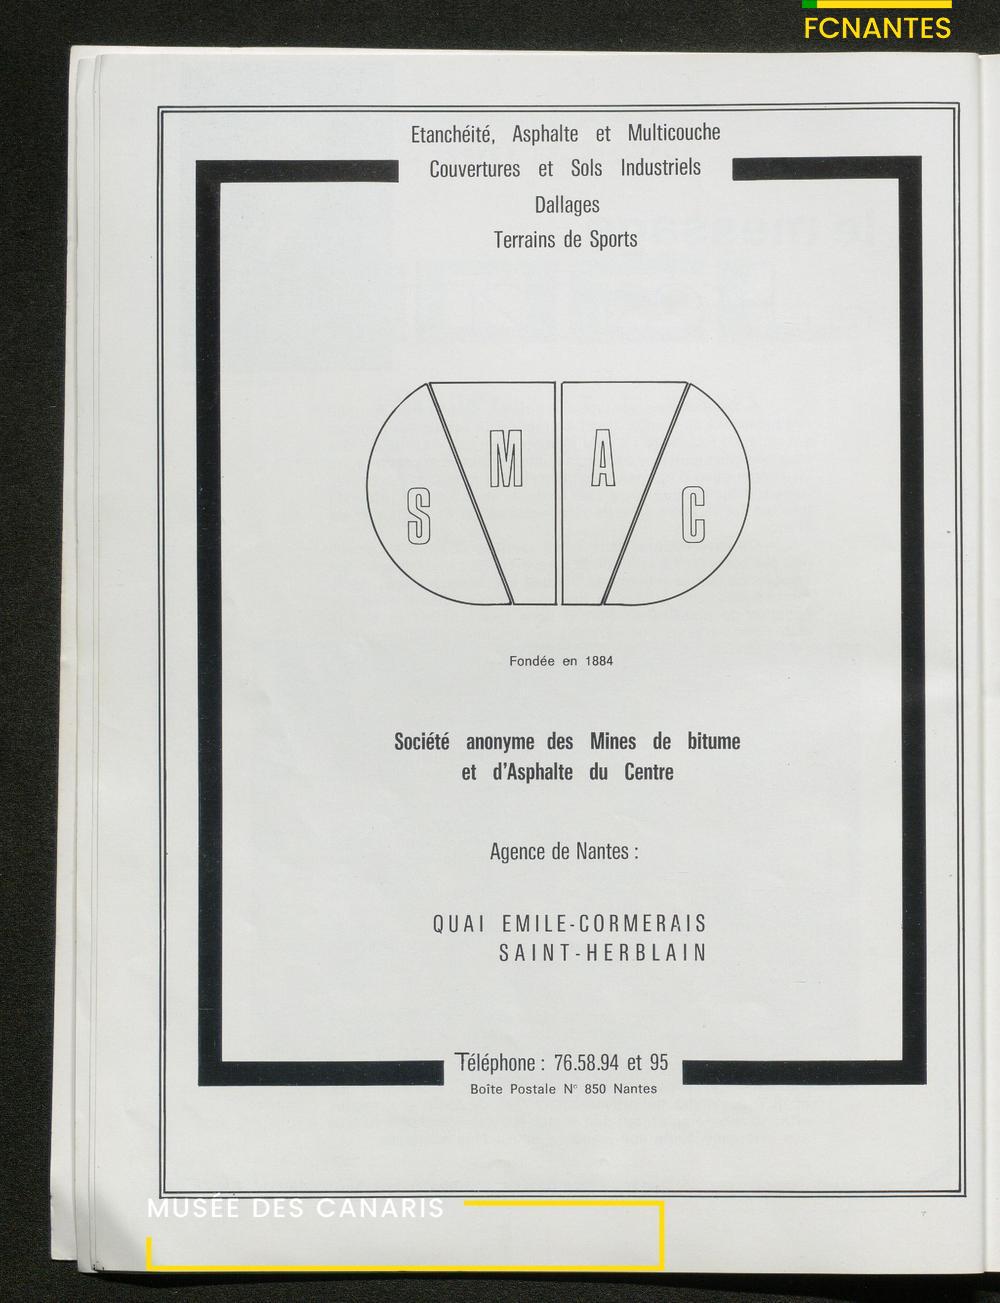 FCNANTES
Etanchéité, Asphalte et Multicouche
Couvertures et Sols Industriels
Dallages
Terrains de Sports
S M A C
Fondée en 1884
Société anonyme des Mines de bitume
et d'Asphalte du Centre
Agence de Nantes :
QUAI EMILE-CORMERAIS
SAINT-HERBLAIN
Téléphone : 76.58.94 et 95
Boîte Postale N° 850 Nantes
MUSÉE DES CANARIS